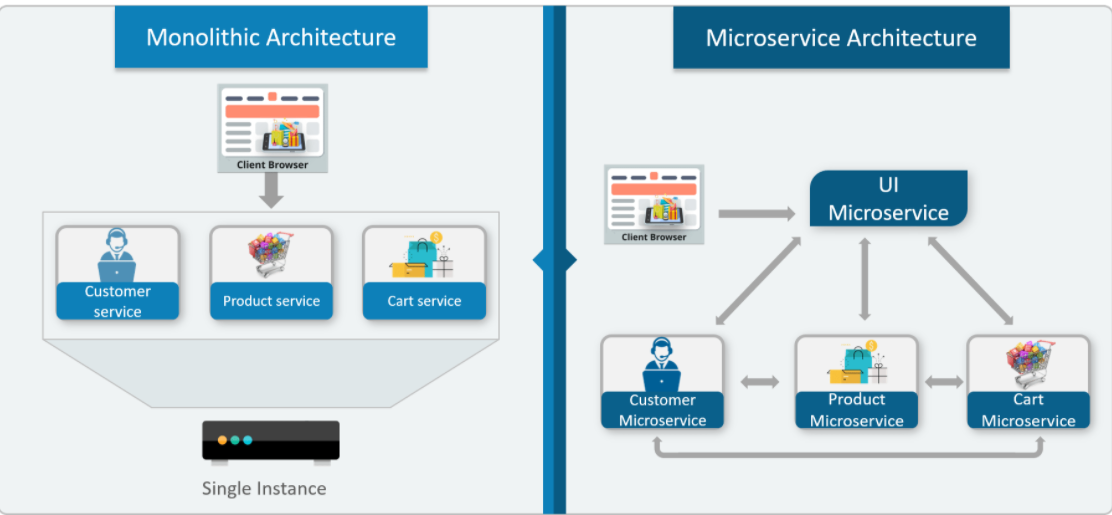 Monolithic Architecture
Client Browser
Customer
service
Product service
Cart service
Single Instance
Microservice Architecture
Client Browser
UI
Microservice
Customer
Microservice
Product
Microservice
Cart
Microservice